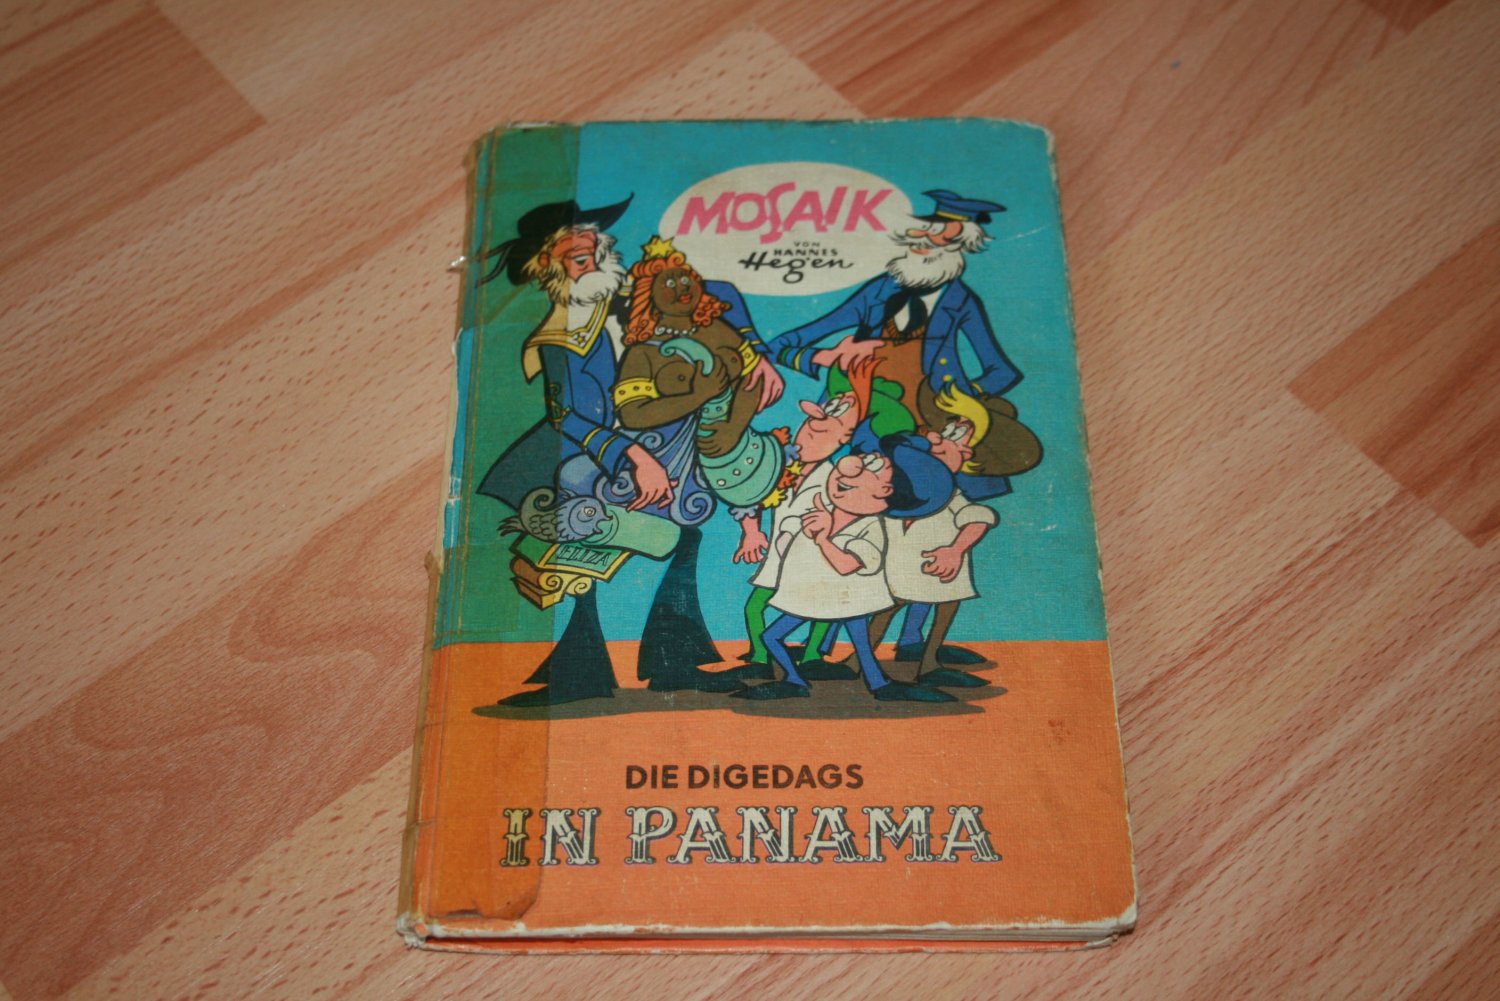 MOSAIK
VON
HANNES
Hegen
ELIZA
DIE DIGEDAGS
IN PANAMA